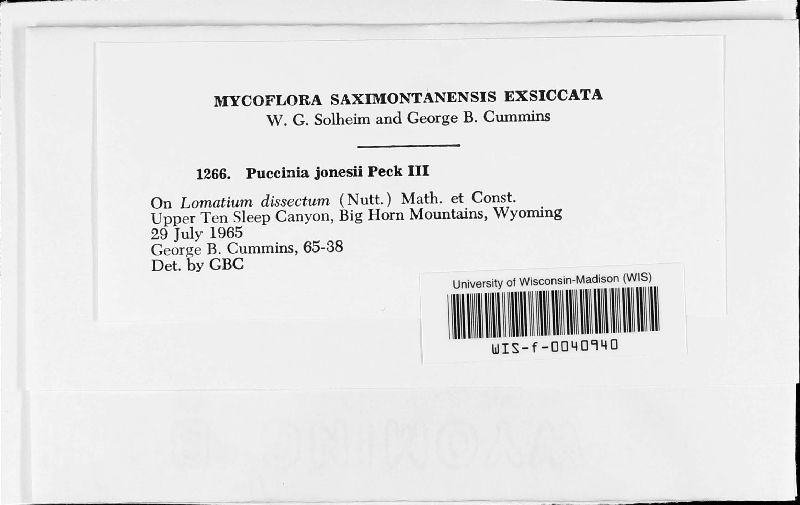 MYCOFLORA SAXIMONTANENSIS EXSICCATA
W. G. Solheim and George B. Cummins
1266. Puccinia jonesii Peck III
On Lomatium dissectum (Nutt.) Math. et Const.
Upper Ten Sleep Canyon, Big Horn Mountains, Wyoming
29 July 1965
George B. Cummins, 65-38
Det. by GBC
University of Wisconsin-Madison (WIS)
WIS-f-0040940